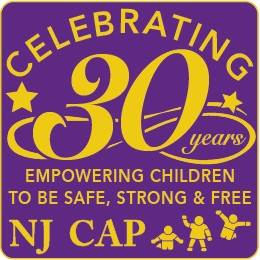 CELEBRATING
30 years
EMPOWERING CHILDREN
TO BE SAFE, STRONG & FREE
NJ CAP